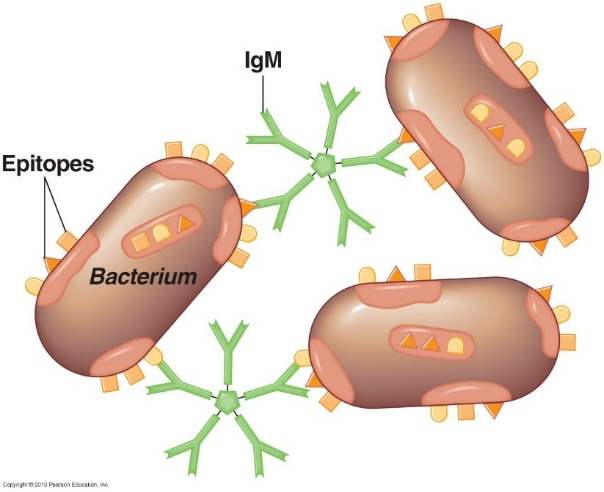 IgM
Epitopes
Bacterium
Copyright © 2010 Pearson Education, Inc.